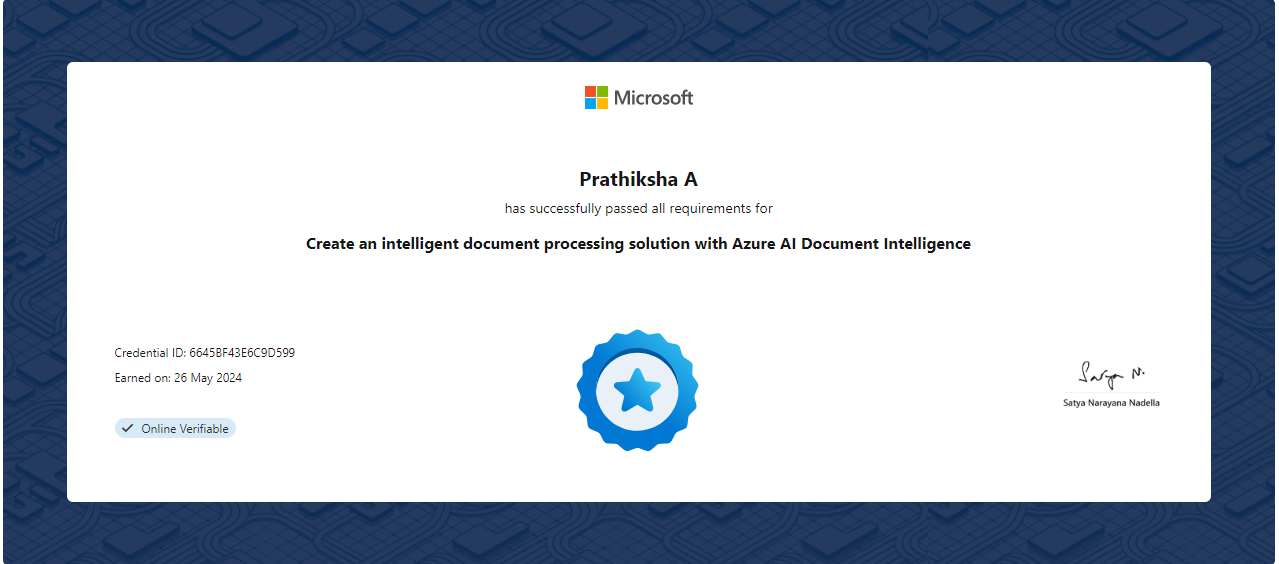 Microsoft
Prathiksha A
has successfully passed all requirements for
Create an intelligent document processing solution with Azure AI Document Intelligence
Credential ID: 6645BF43E6C9D599
Earned on: 26 May 2024
Online Verifiable
Satya N.
Satya Narayana Nadella